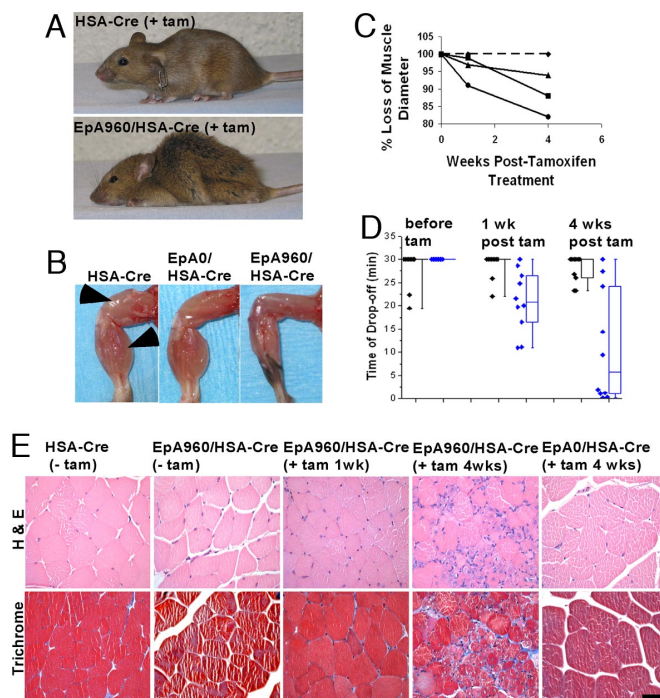 A
HSA-Cre (+ tam)
EpA960/HSA-Cre (+ tam)
B
HSA-Cre
EpA0/
HSA-Cre
EpA960/
HSA-Cre
C
% Loss of Muscle
Diameter
105
100
95
90
85
80
0 2 4 6
Weeks Post-Tamoxifen
Treatment
D
before
tam
1 wk
post tam
4 wks
post tam
Time of Drop-off (min)
35
30
25
20
15
10
5
0
E
HSA-Cre
(- tam)
EpA960/HSA-Cre
(- tam)
EpA960/HSA-Cre
(+ tam 1wk)
EpA960/HSA-Cre
(+ tam 4wks)
EpA0/HSA-Cre
(+ tam 4 wks)
H & E
Trichrome